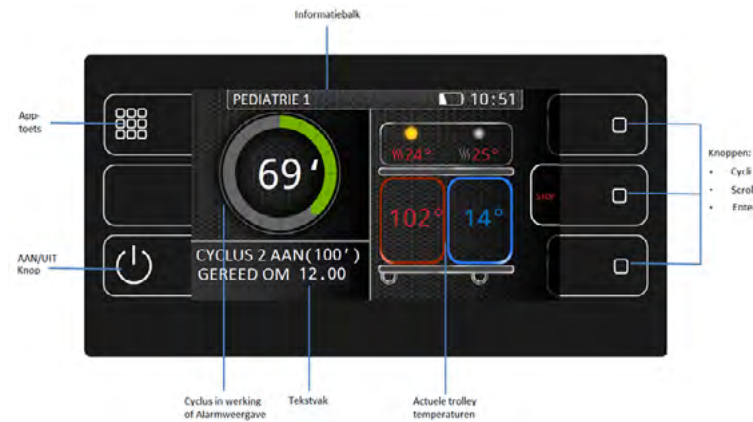 Informatiebalk
PEDIATRIE 1
10:51
App-
toets
69'
24°
25°
102°
14°
STOP
Knoppen:
• Cycli
• Scrol
• Ente
AAN/UIT
Knop
CYCLUS 2 AAN(100')
GEREED OM 12.00
Cyclus in werking
of Alarmweergave
Tekstvak
Actuele trolley
temperaturen